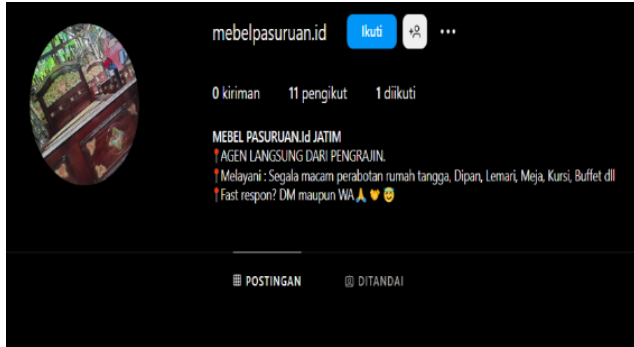 mebelpasuruan.id Ikuti
0 kiriman 11 pengikut 1 diikuti
MEBEL PASURUAN.Id JATIM
📍AGEN LANGSUNG DARI PENGRAJIN.
📍Melayani : Segala macam perabotan rumah tangga, Dipan, Lemari, Meja, Kursi, Buffet dll
📍Fast respon? DM maupun WA🙏🧡😇
POSTINGAN DITANDAI